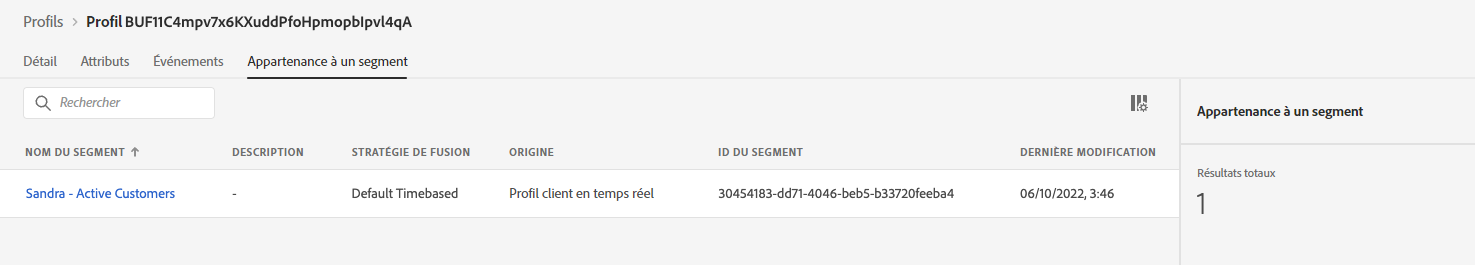 Profils > Profil BUF11C4mpv7x6KXuddPfoHpmopbIpvl4qA
Détail Attributs Événements Appartenance à un segment
Rechercher
Appartenance à un segment
NOM DU SEGMENT ↑ DESCRIPTION STRATÉGIE DE FUSION ORIGINE ID DU SEGMENT DERNIÈRE MODIFICATION
Sandra - Active Customers - Default Timebased Profil client en temps réel 30454183-dd71-4046-beb5-b33720feeba4 06/10/2022, 3:46
Résultats totaux
1